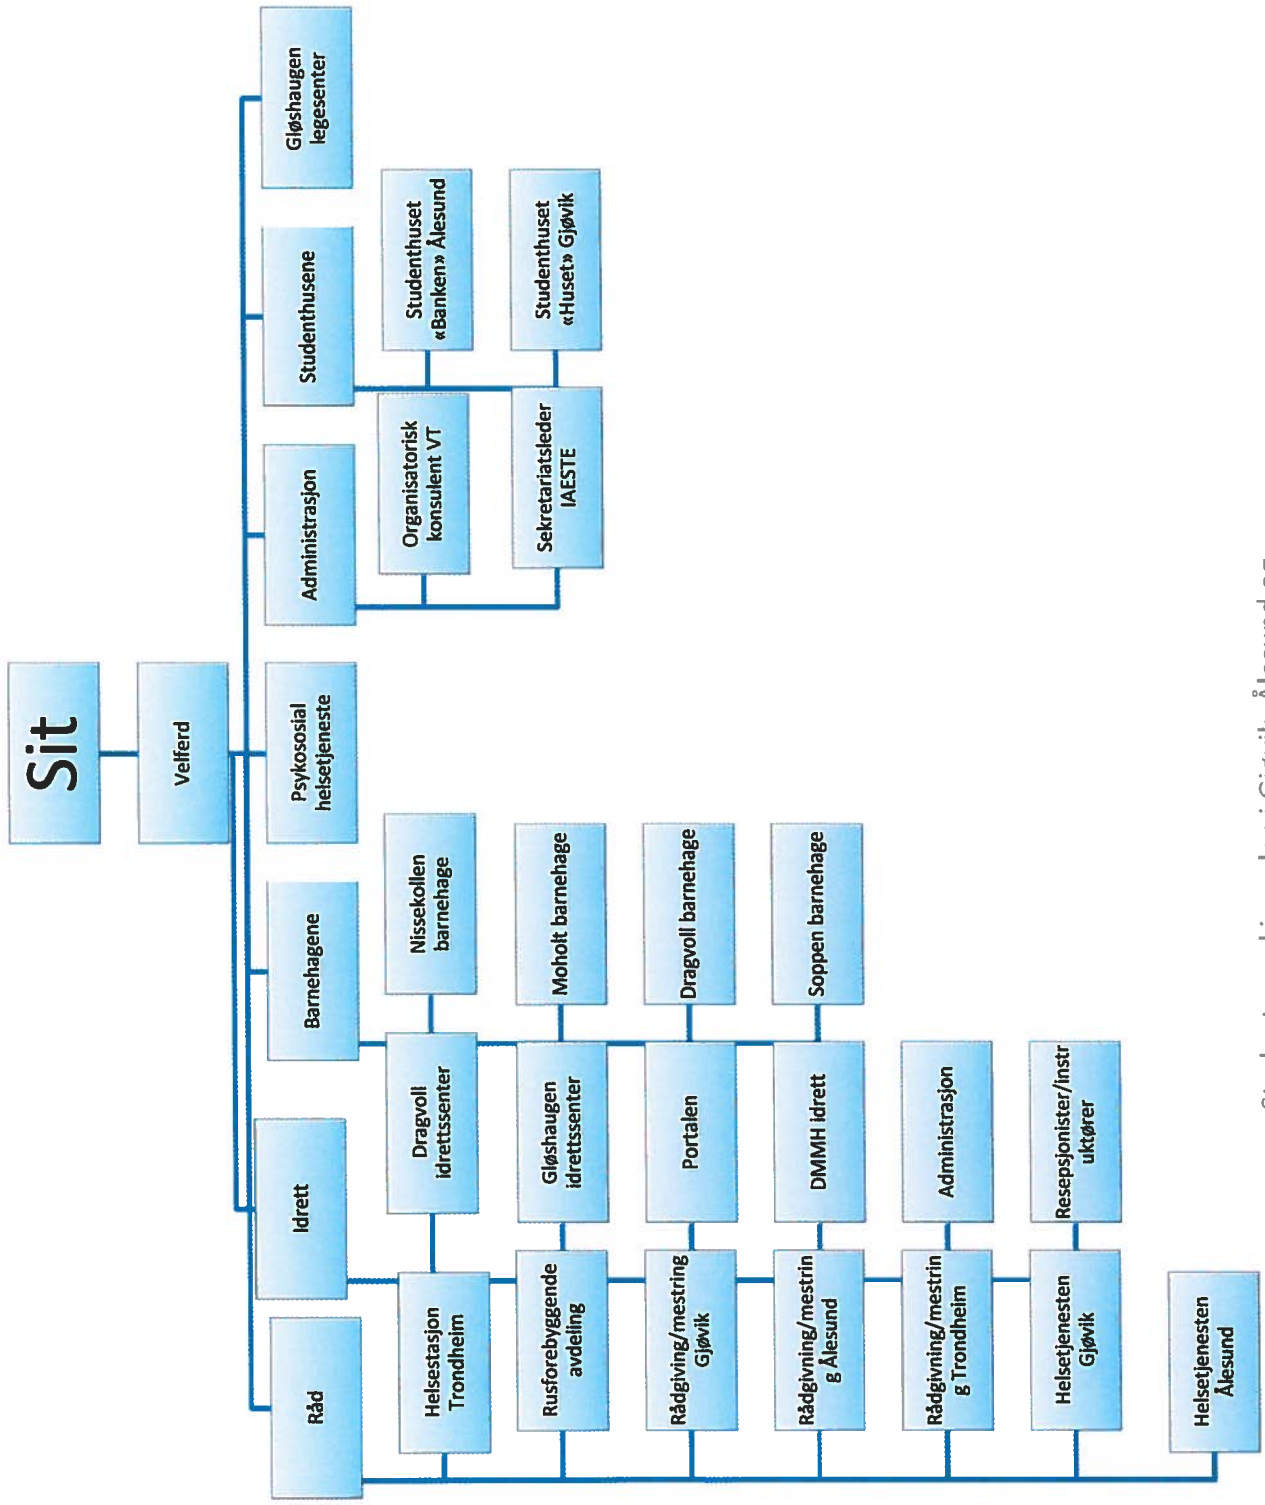 Sit
Velferd
Råd
Idrett
Barnehagene
Psykososial
helsetjeneste
Administrasjon
Studenthusene
Gløshaugen
legesenter
Helsestasjon
Trondheim
Rusforebyggende
avdeling
Rådgiving/mestring
Gjøvik
Rådgivning/mestrin
g Ålesund
Rådgivning/mestrin
g Trondheim
Helsetjenesten
Gjøvik
Helsetjenesten
Ålesund
Dragvoll
idrettssenter
Gløshaugen
idrettssenter
Portalen
DMMH idrett
Administrasjon
Resepsjonister/instr
uktører
Nissekollen
barnehage
Moholt barnehage
Dragvoll barnehage
Soppen barnehage
Organisatorisk
konsulent VT
Sekretariatsleder
IAESTE
Studenthuset
«Banken» Ålesund
Studenthuset
«Huset» Gjøvik